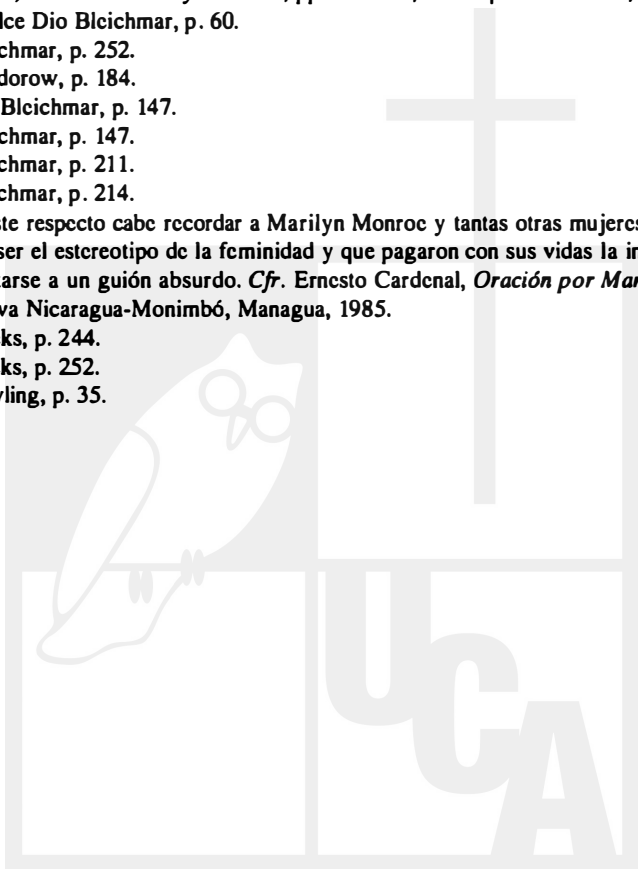 lce Dio Bleichmar, p. 60.
chmar, p. 252.
dorow, p. 184.
Bleichmar, p. 147.
chmar, p. 147.
chmar, p. 211.
chmar, p. 214.
ste respecto cabe recordar a Marilyn Monroe y tantas otras mujeres
ser el estereotipo de la feminidad y que pagaron con sus vidas la in
arse a un guión absurdo. Cfr. Ernesto Cardenal, Oración por Mar
va Nicaragua-Monimbó, Managua, 1985.
ks, p. 244.
ks, p. 252.
vling, p. 35.
UCA